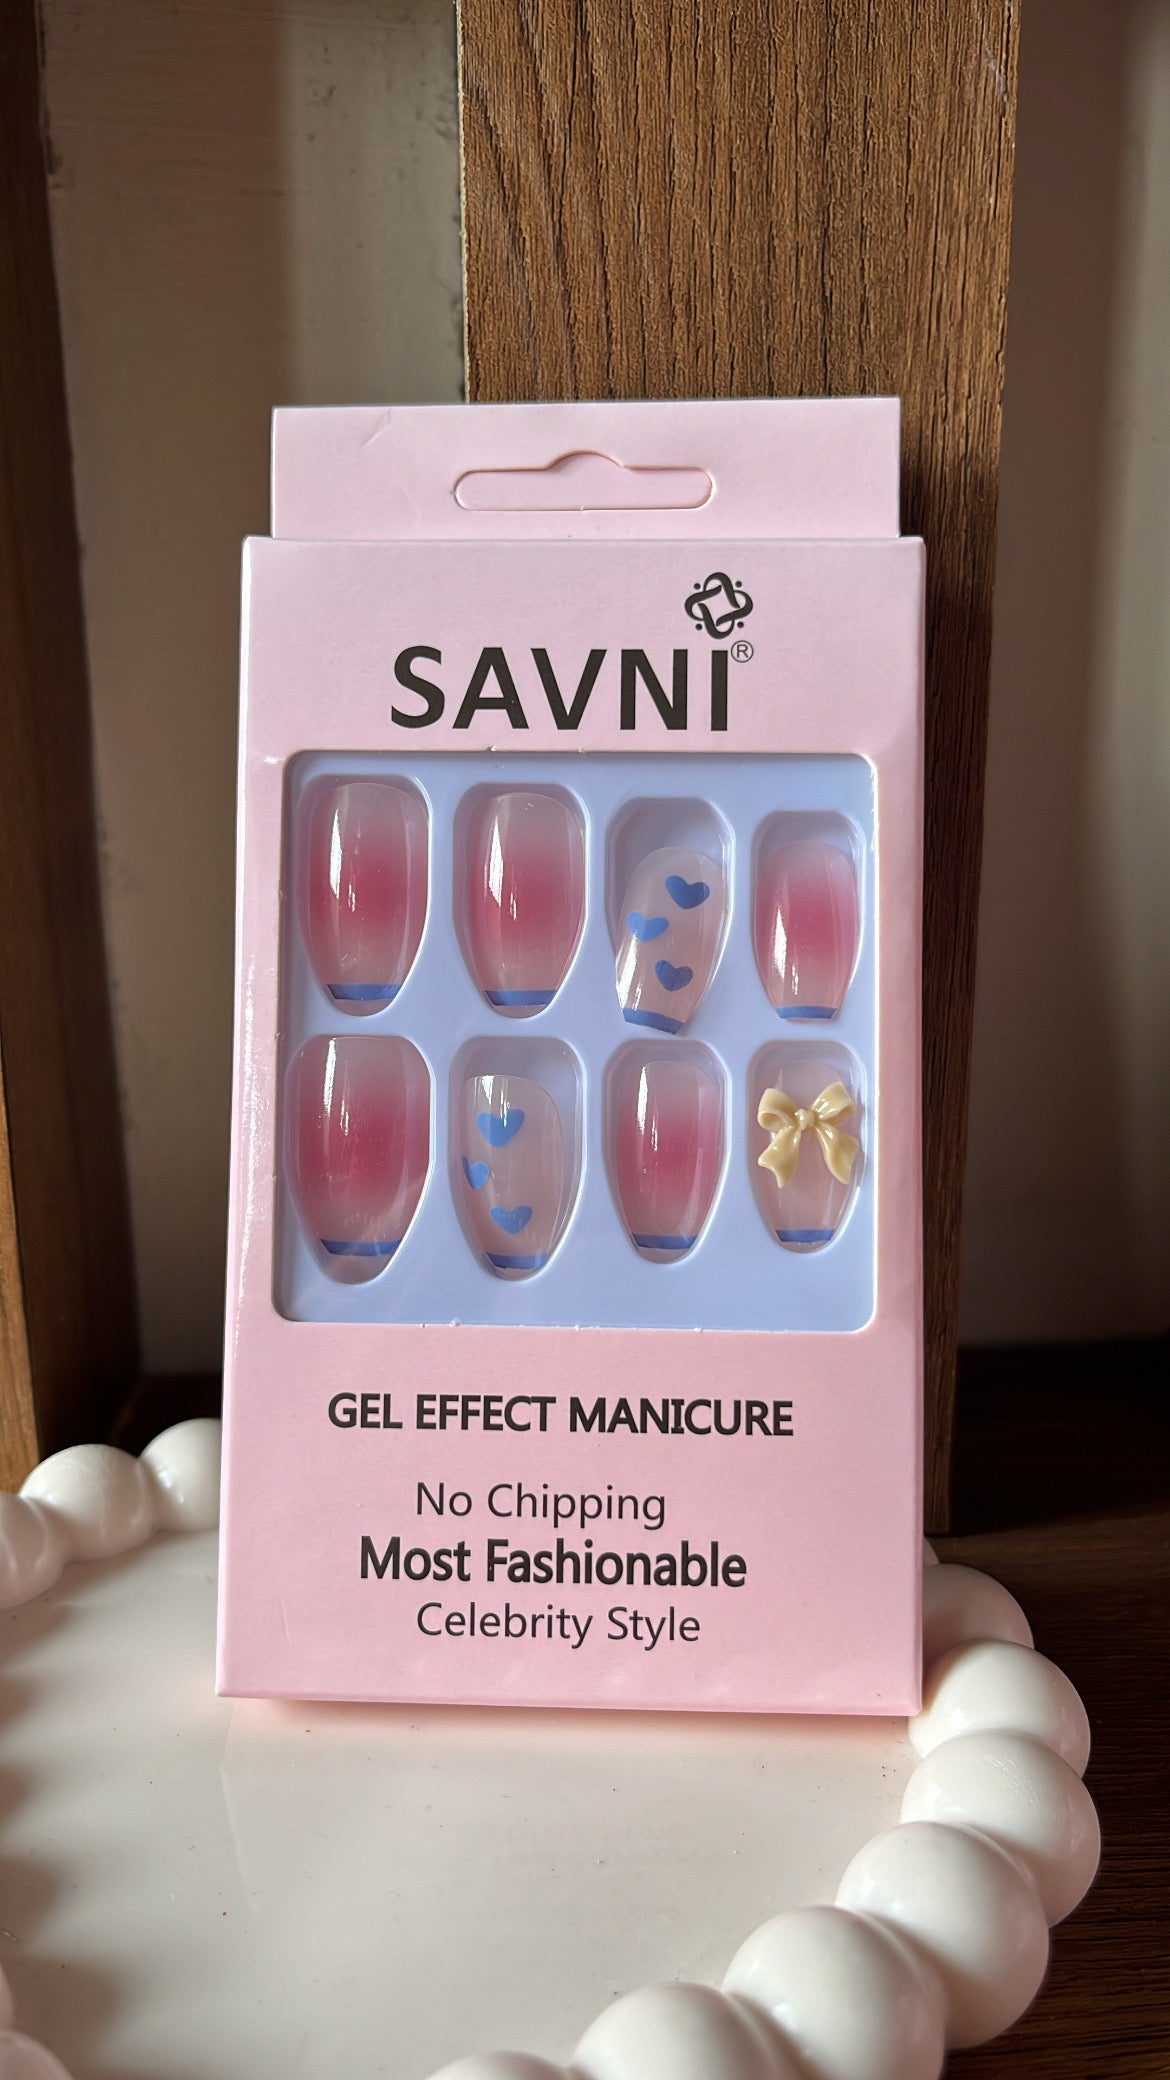 SAVNI®
GEL EFFECT MANICURE
No Chipping
Most Fashionable
Celebrity Style